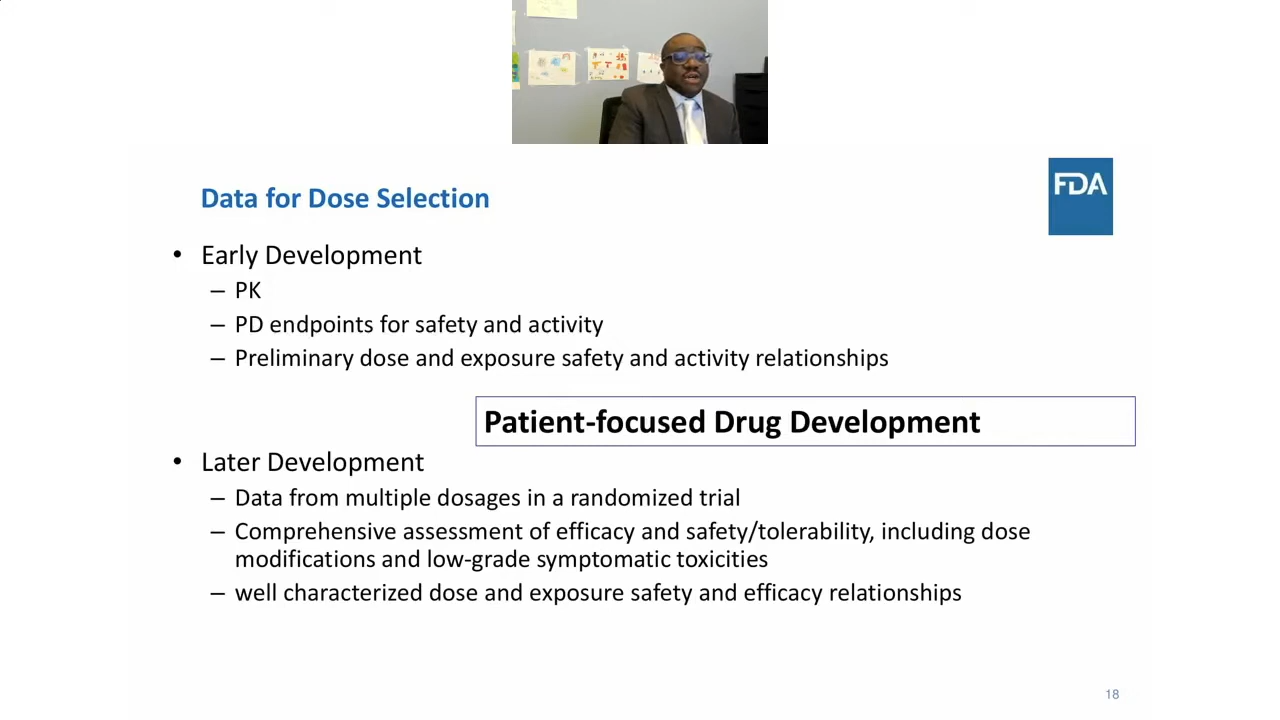 Data for Dose Selection
FDA
• Early Development
– PK
– PD endpoints for safety and activity
– Preliminary dose and exposure safety and activity relationships
Patient-focused Drug Development
• Later Development
– Data from multiple dosages in a randomized trial
– Comprehensive assessment of efficacy and safety/tolerability, including dose
modifications and low-grade symptomatic toxicities
– well characterized dose and exposure safety and efficacy relationships
18